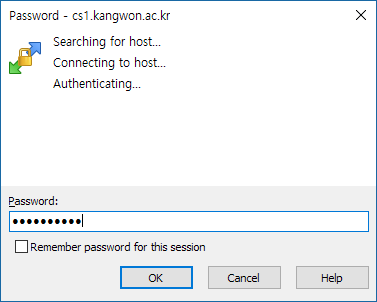 Password - cs1.kangwon.ac.kr
Searching for host...
Connecting to host...
Authenticating...
Password:
●●●●●●●●●●
Remember password for this session
OK
Cancel
Help